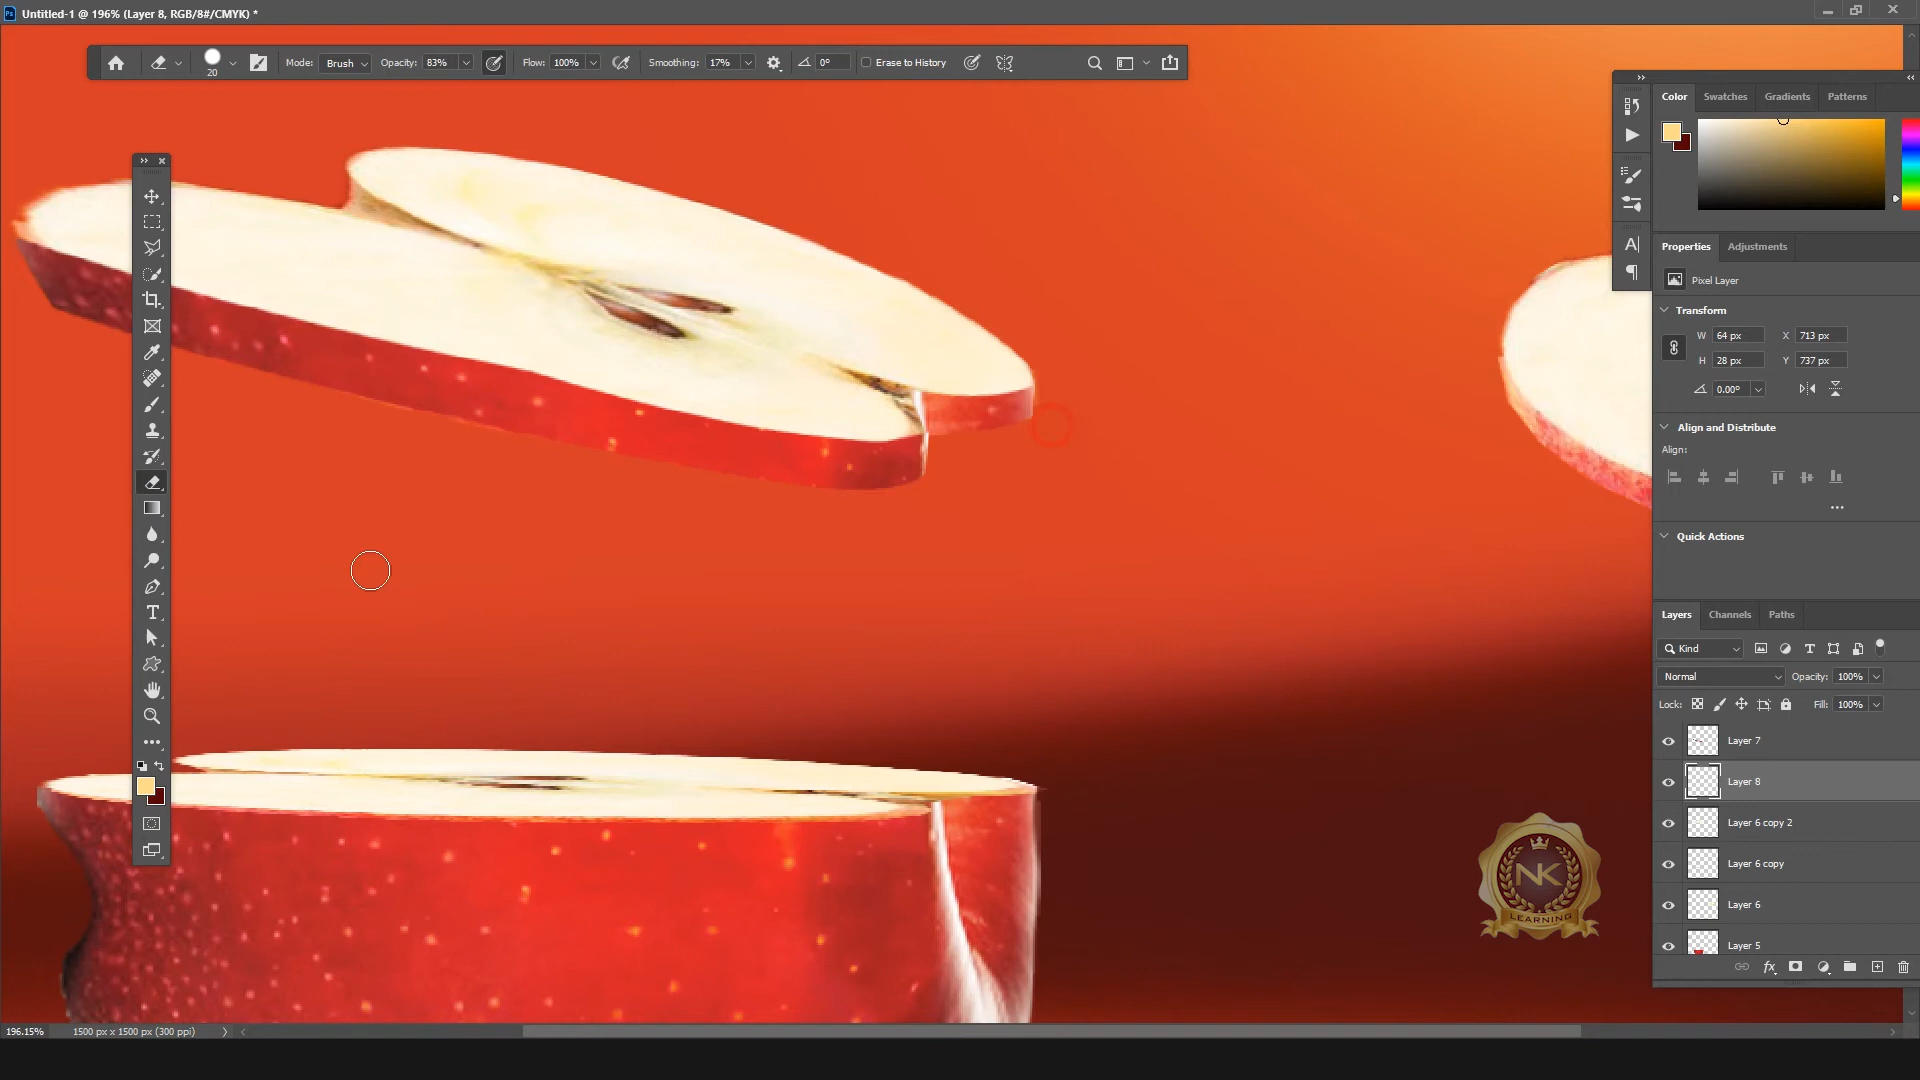 Untitled-1 @ 196% (Layer 8, RGB/8#/CMYK) *
20
Mode: Brush Opacity: 83% Flow: 100% Smoothing: 17% 0° Erase to History
Color Swatches Gradients Patterns
Properties Adjustments
Pixel Layer
Transform
W 64 px X 713 px
H 28 px Y 737 px
0.00°
Align and Distribute
Align:
Quick Actions
Layers Channels Paths
Kind
Normal Opacity: 100%
Lock: Fill: 100%
Layer 7
Layer 8
Layer 6 copy 2
Layer 6 copy
Layer 6
Layer 5
NK
LEARNING
196.15% 1500 px x 1500 px (300 ppi)